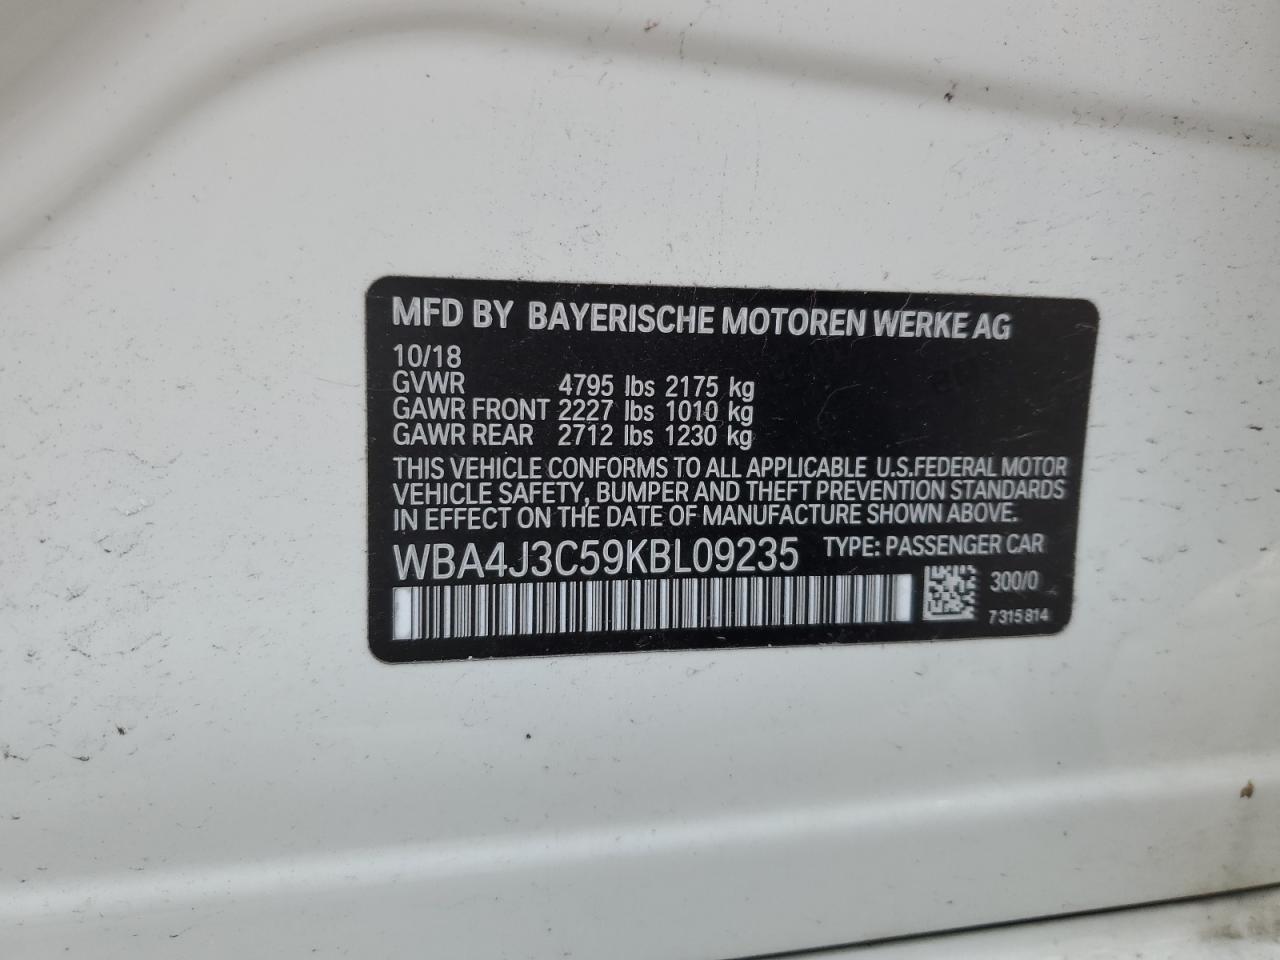 MFD BY BAYERISCHE MOTOREN WERKE AG
10/18
GVWR 4795 lbs 2175 kg
GAWR FRONT 2227 lbs 1010 kg
GAWR REAR 2712 lbs 1230 kg
THIS VEHICLE CONFORMS TO ALL APPLICABLE U.S.FEDERAL MOTOR
VEHICLE SAFETY, BUMPER AND THEFT PREVENTION STANDARDS
IN EFFECT ON THE DATE OF MANUFACTURE SHOWN ABOVE.
WBA4J3C59KBL09235 TYPE: PASSENGER CAR
300/0
7315814